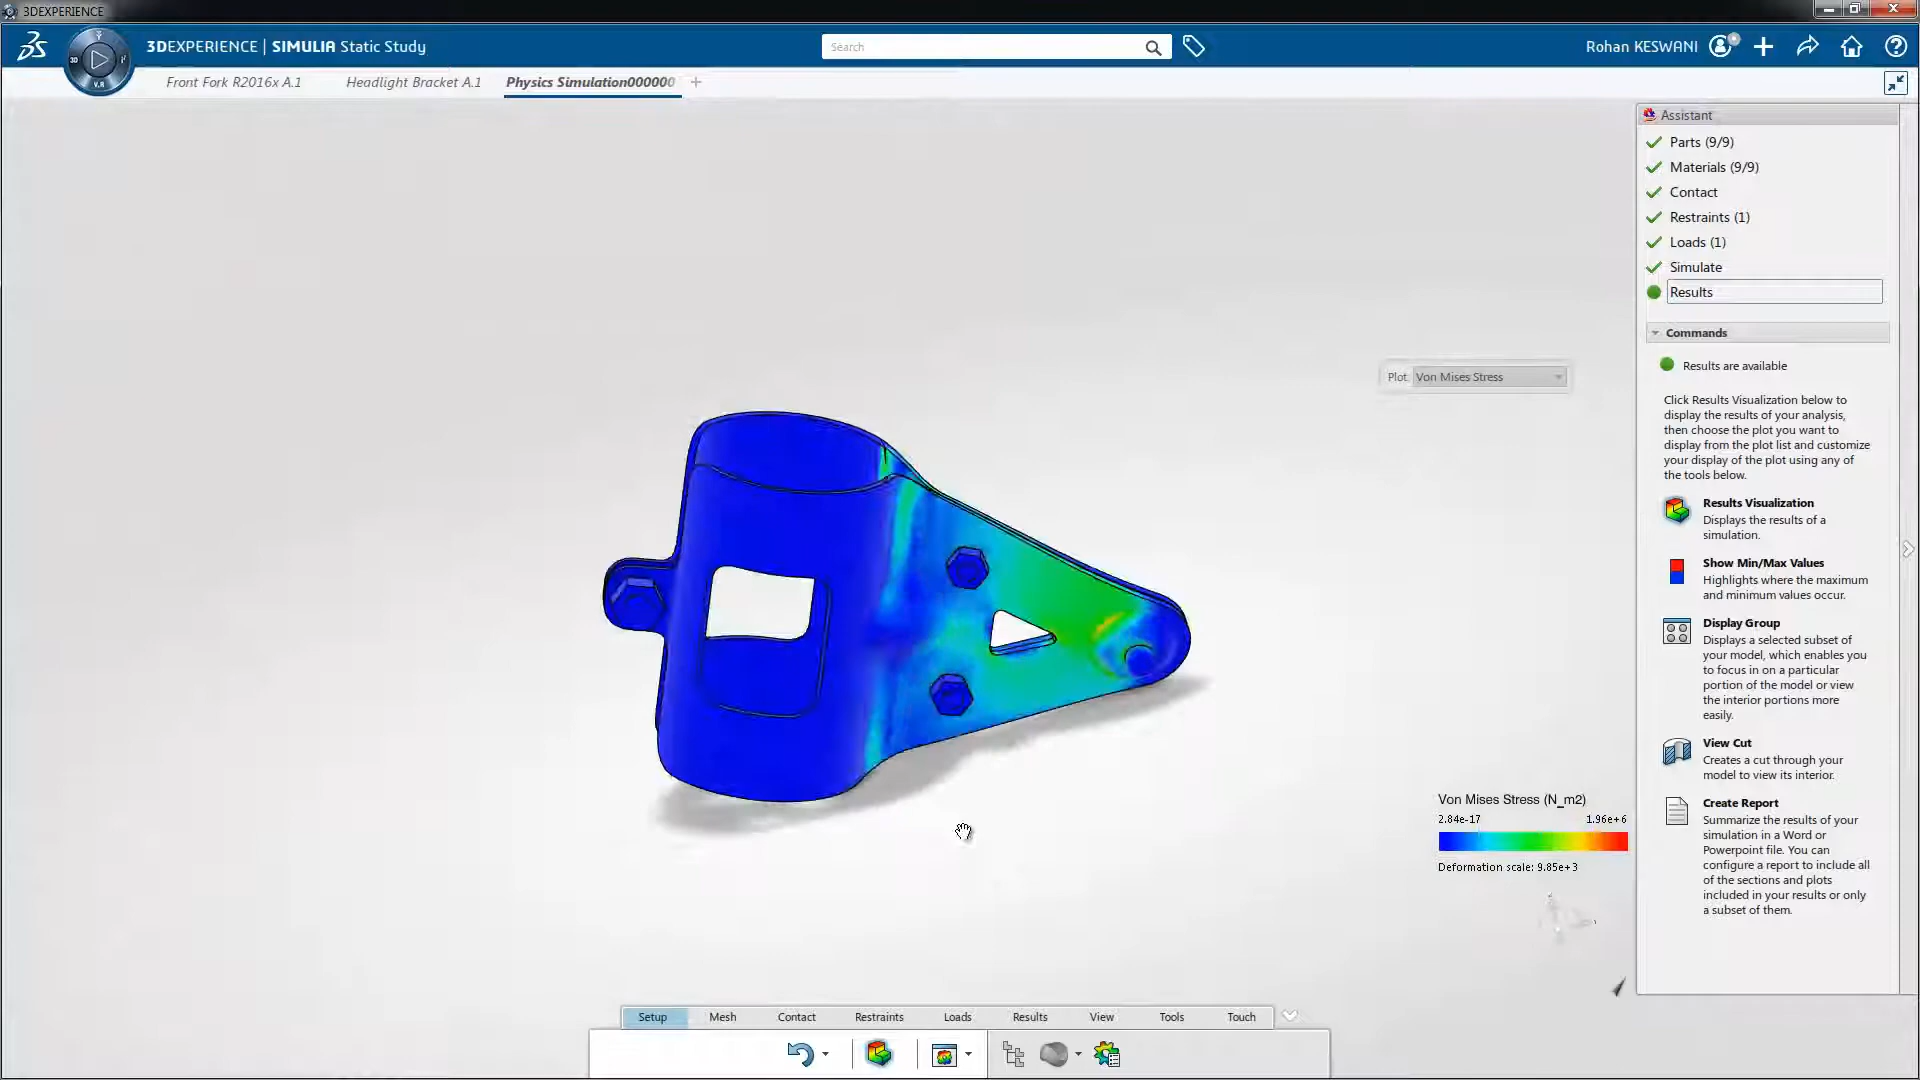 3DEXPERIENCE
3DEXPERIENCE | SIMULIA Static Study
Search
Rohan KESWANI
3D
V.R
Front Fork R2016x A.1
Headlight Bracket A.1
Physics Simulation000000
Assistant
Parts (9/9)
Materials (9/9)
Contact
Restraints (1)
Loads (1)
Simulate
Results
Commands
Results are available
Click Results Visualization below to
display the results of your analysis,
then choose the plot you want to
display from the plot list and customize
your display of the plot using any of
the tools below.
Results Visualization
Displays the results of a
simulation.
Show Min/Max Values
Highlights where the maximum
and minimum values occur.
Display Group
Displays a selected subset of
your model, which enables you
to focus in on a particular
portion of the model or view
the interior portions more
easily.
View Cut
Creates a cut through your
model to view its interior.
Create Report
Summarize the results of your
simulation in a Word or
Powerpoint file. You can
configure a report to include all
of the sections and plots
included in your results or only
a subset of them.
Plot Von Mises Stress
Von Mises Stress (N_m2)
2.84e-17 1.96e+6
Deformation scale: 9.85e+3
Setup Mesh Contact Restraints Loads Results View Tools Touch